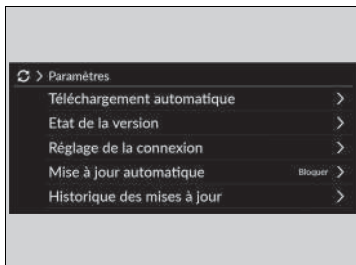 > Paramètres
Téléchargement automatique >
Etat de la version >
Réglage de la connexion >
Mise à jour automatique Bloquer >
Historique des mises à jour >